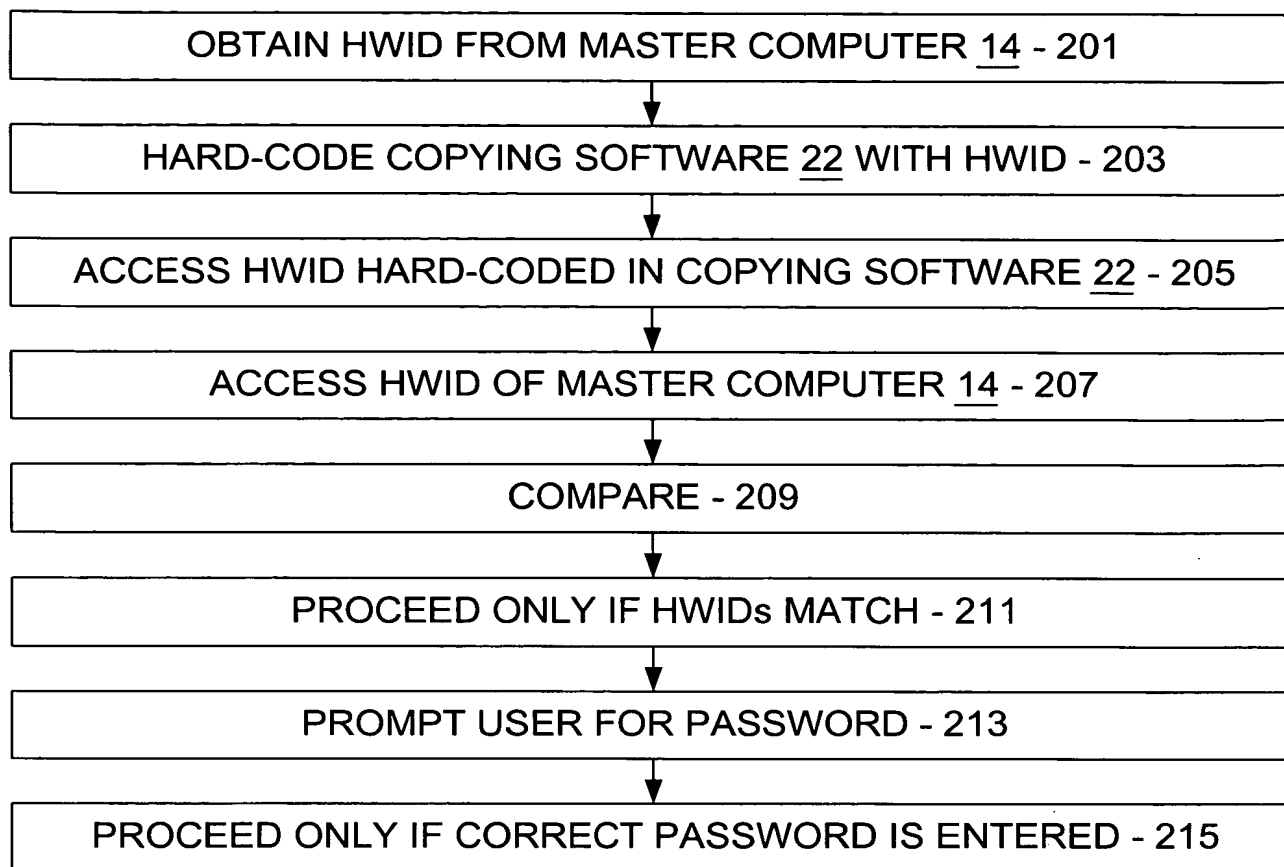 OBTAIN HWID FROM MASTER COMPUTER 14 - 201
HARD-CODE COPYING SOFTWARE 22 WITH HWID - 203
ACCESS HWID HARD-CODED IN COPYING SOFTWARE 22 - 205
ACCESS HWID OF MASTER COMPUTER 14 - 207
COMPARE - 209
PROCEED ONLY IF HWIDs MATCH - 211
PROMPT USER FOR PASSWORD - 213
PROCEED ONLY IF CORRECT PASSWORD IS ENTERED - 215